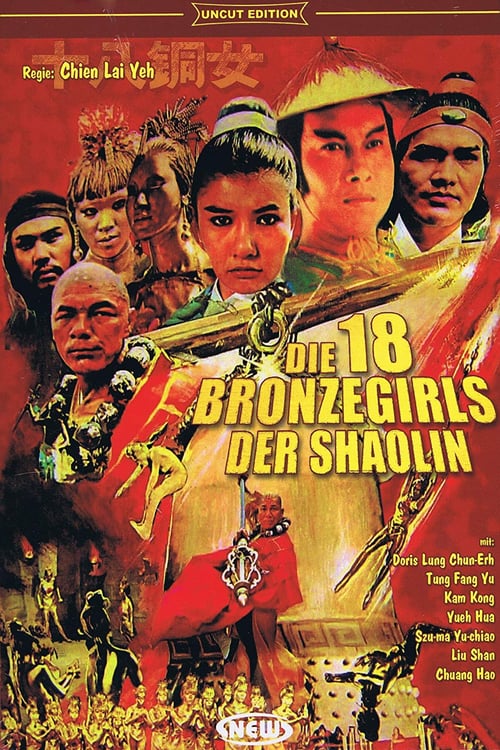 UNCUT EDITION
十八銅女
Regie: Chien Lai Yeh
DIE 18
BRONZEGIRLS
DER SHAOLIN
mit:
Doris Lung Chun-Erh
Tung Fang Yu
Kam Kong
Yueh Hua
Szu-ma Yu-chiao
Liu Shan
Chuang Hao
NEW